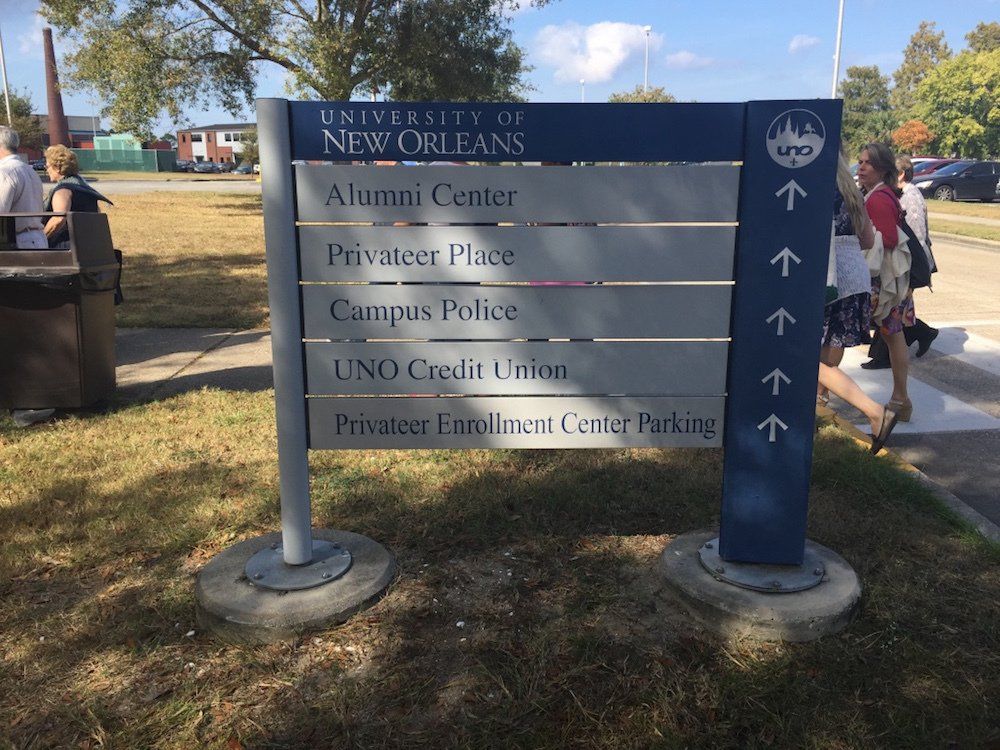 UNIVERSITY OF
NEW ORLEANS
uno
Alumni Center
Privateer Place
Campus Police
UNO Credit Union
Privateer Enrollment Center Parking